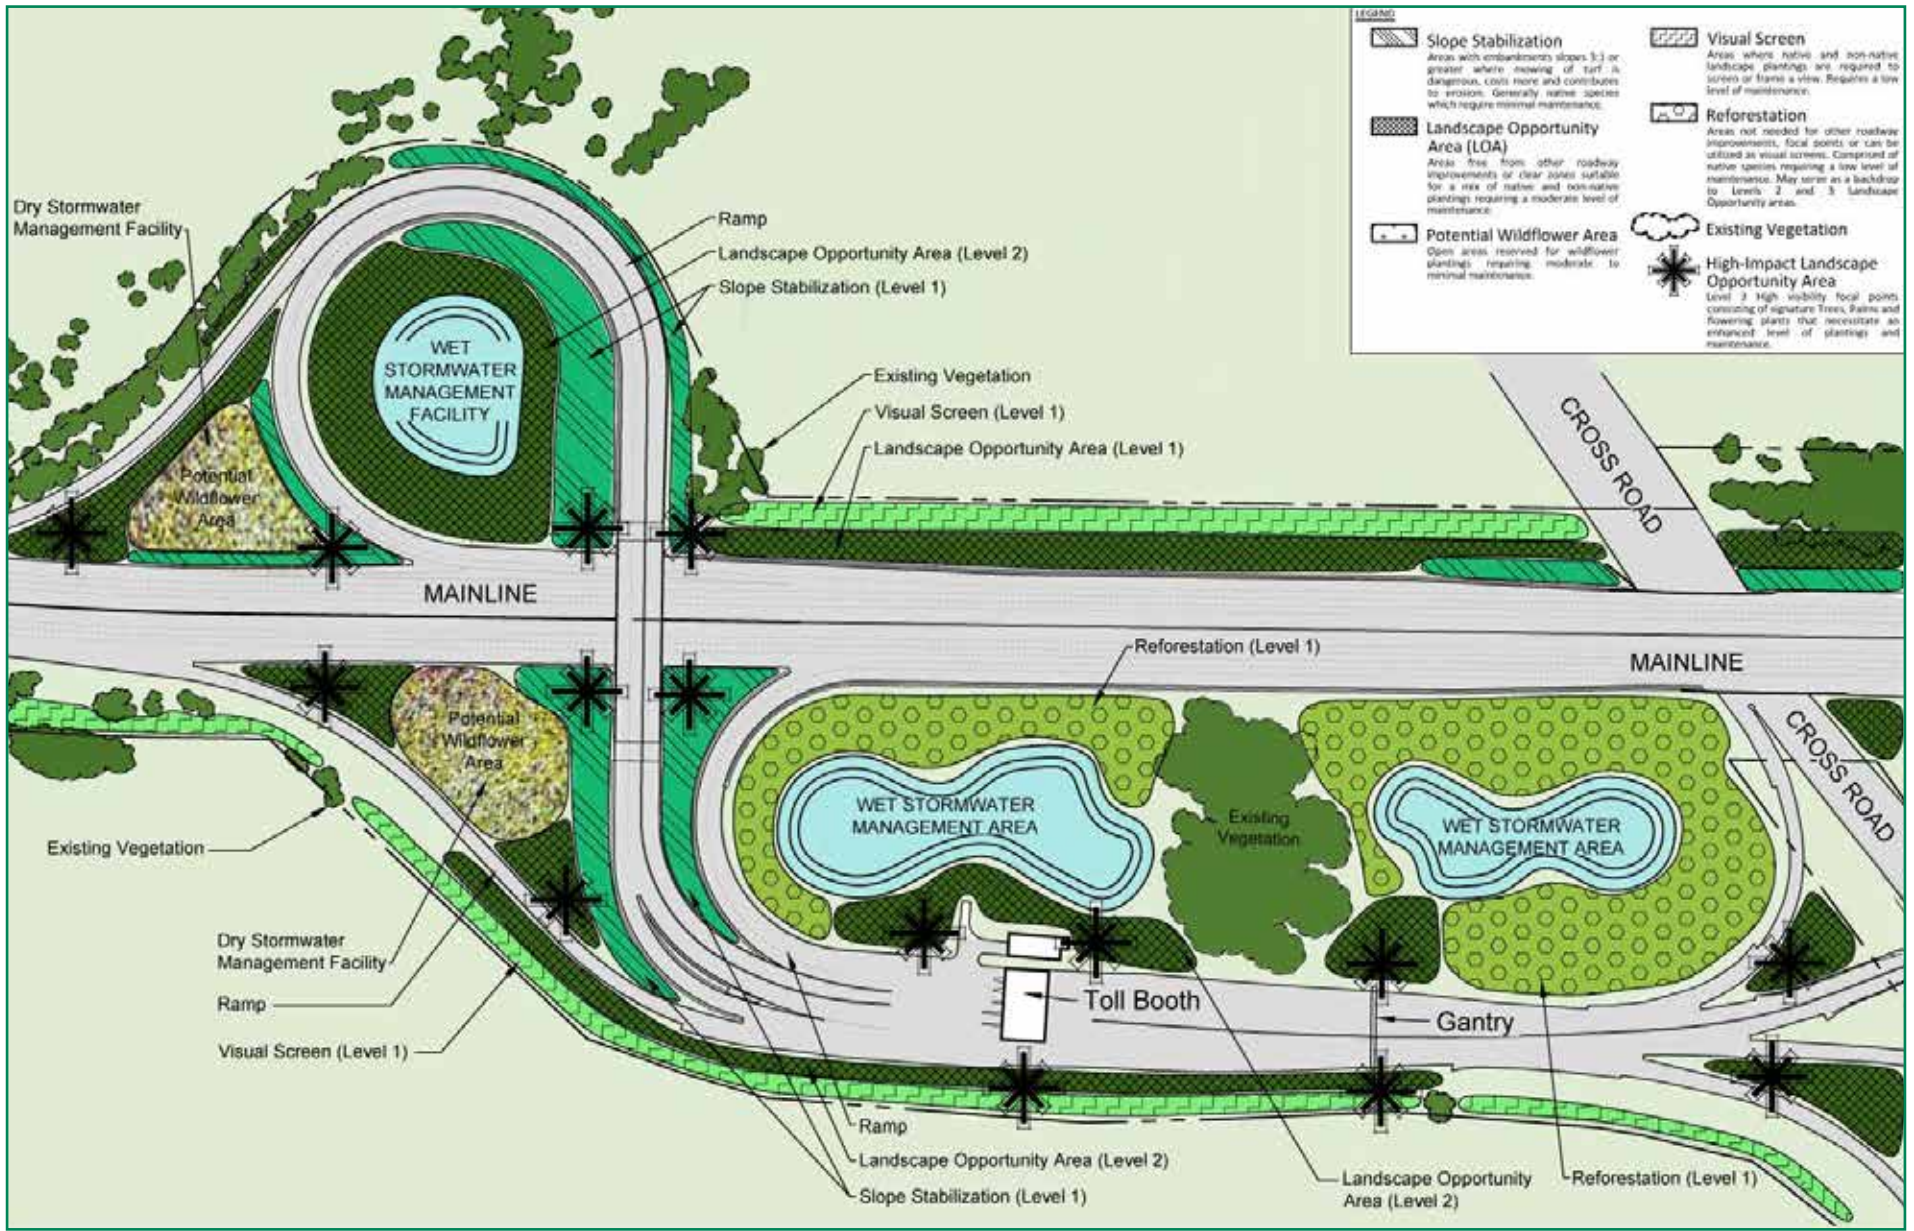 LEGEND
Slope Stabilization
Areas with embankments slopes 3:1 or
greater where mowing of turf is
dangerous, costs more and contributes
to erosion. Generally native species
which require minimal maintenance.
Landscape Opportunity
Area (LOA)
Areas free from other roadway
improvements or clear zones suitable
for a mix of native and non-native
plantings requiring a moderate level of
maintenance.
Potential Wildflower Area
Open areas reserved for wildflower
plantings requiring moderate to
minimal maintenance.
Visual Screen
Areas where native and non-native
landscape plantings are required to
screen or frame a view. Requires a low
level of maintenance.
Reforestation
Areas not needed for other roadway
improvements, focal points or can be
utilized as visual screens. Comprised of
native species requiring a low level of
maintenance. May serve as a backdrop
to Levels 2 and 3 Landscape
Opportunity areas.
Existing Vegetation
High-Impact Landscape
Opportunity Area
Level 3 High visibility focal points
consisting of signature Trees, Palms and
flowering plants that necessitate an
enhanced level of plantings and
maintenance.
Dry Stormwater
Management Facility
Ramp
Landscape Opportunity Area (Level 2)
Slope Stabilization (Level 1)
WET
STORMWATER
MANAGEMENT
FACILITY
Existing Vegetation
Visual Screen (Level 1)
Landscape Opportunity Area (Level 1)
CROSS ROAD
Potential
Wildflower
Area
MAINLINE
Reforestation (Level 1)
MAINLINE
Potential
Wildflower
Area
CROSS ROAD
WET STORMWATER
MANAGEMENT AREA
Existing
Vegetation
WET STORMWATER
MANAGEMENT AREA
Existing Vegetation
Dry Stormwater
Management Facility
Ramp
Visual Screen (Level 1)
Toll Booth
Gantry
Ramp
Landscape Opportunity Area (Level 2)
Slope Stabilization (Level 1)
Landscape Opportunity
Area (Level 2)
Reforestation (Level 1)